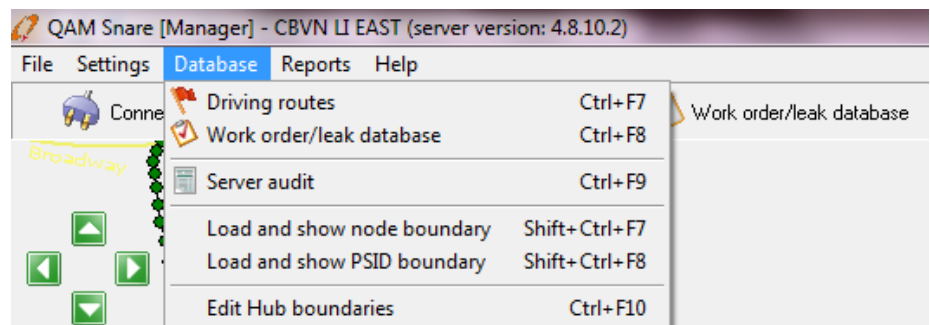 QAM Snare [Manager] - CBVN LI EAST (server version: 4.8.10.2)
File Settings Database Reports Help
Conne
Work order/leak database
Driving routes Ctrl+F7
Work order/leak database Ctrl+F8
Server audit Ctrl+F9
Load and show node boundary Shift+Ctrl+F7
Load and show PSID boundary Shift+Ctrl+F8
Edit Hub boundaries Ctrl+F10
Broadway